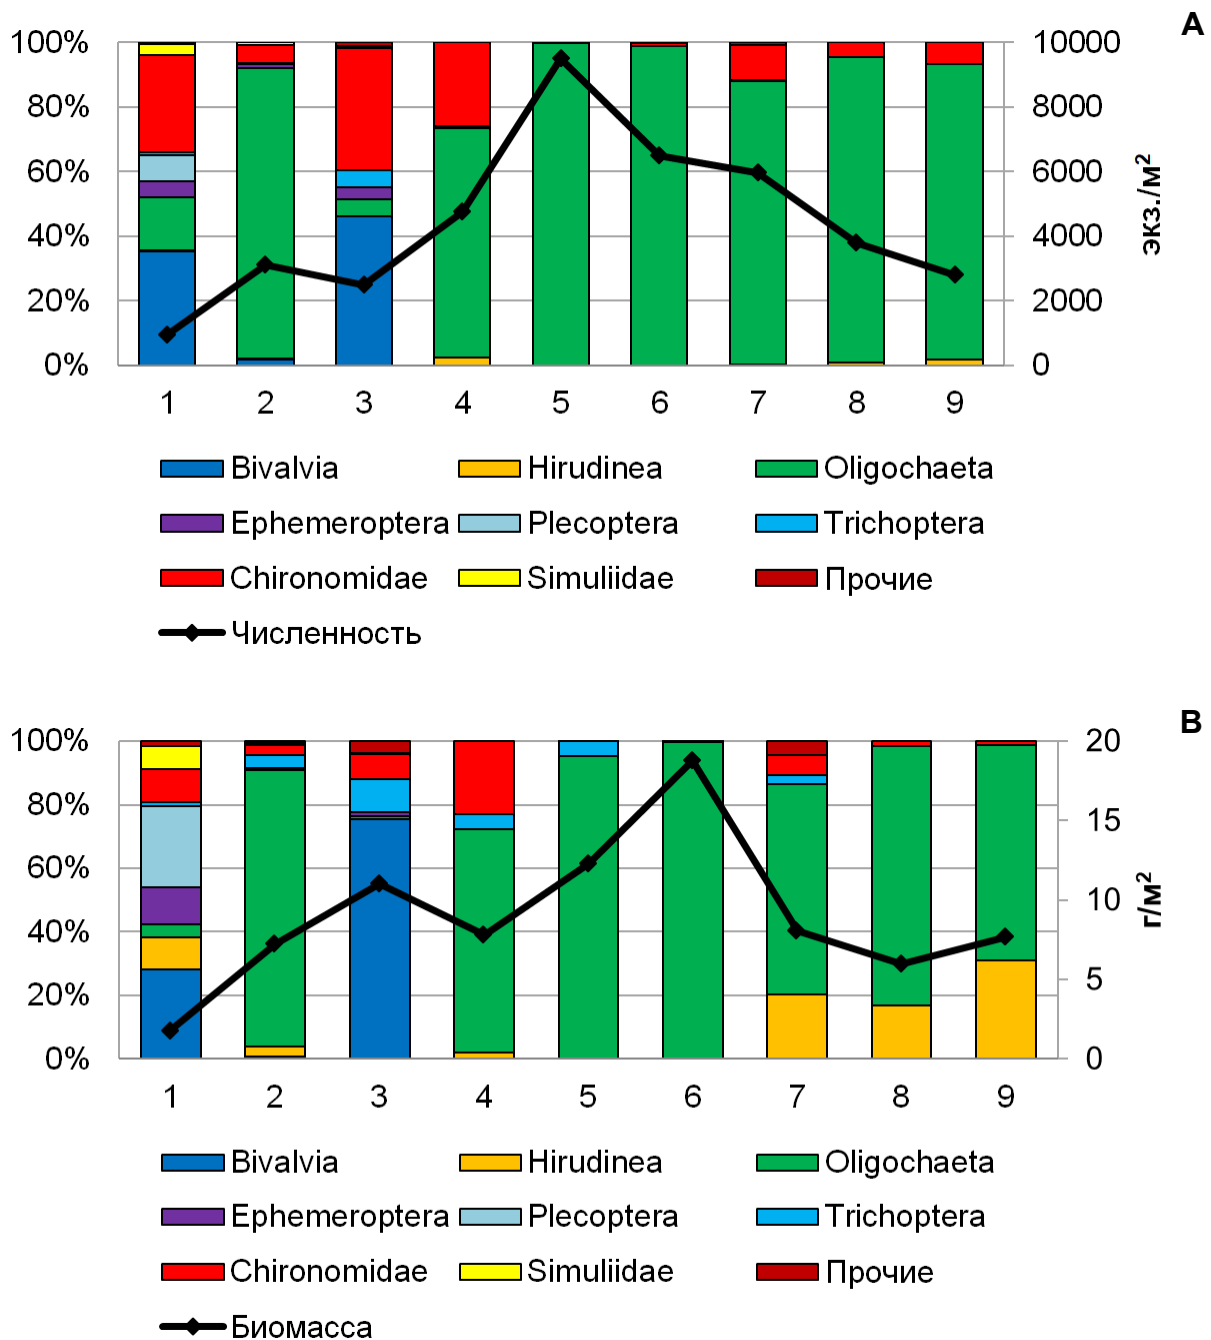 А
100% 10000
80% 8000
60% 6000
40% 4000
20% 2000
0% 0
экз./м²
1 2 3 4 5 6 7 8 9
Bivalvia Hirudinea Oligochaeta
Ephemeroptera Plecoptera Trichoptera
Chironomidae Simuliidae Прочие
Численность
В
100% 20
80% 15
60% 10
40% 5
20% 0
0%
г/м²
1 2 3 4 5 6 7 8 9
Bivalvia Hirudinea Oligochaeta
Ephemeroptera Plecoptera Trichoptera
Chironomidae Simuliidae Прочие
Биомасса